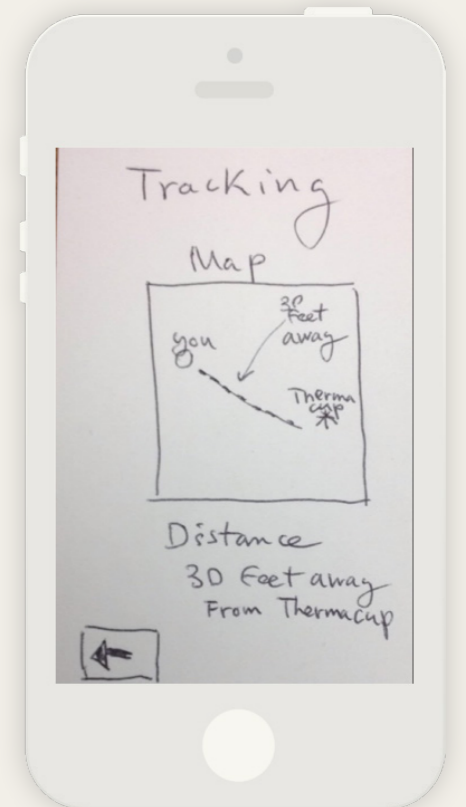 Tracking
Map
30
Feet
away
you
Therma
cup
Distance
30 Feet away
From Thermacup